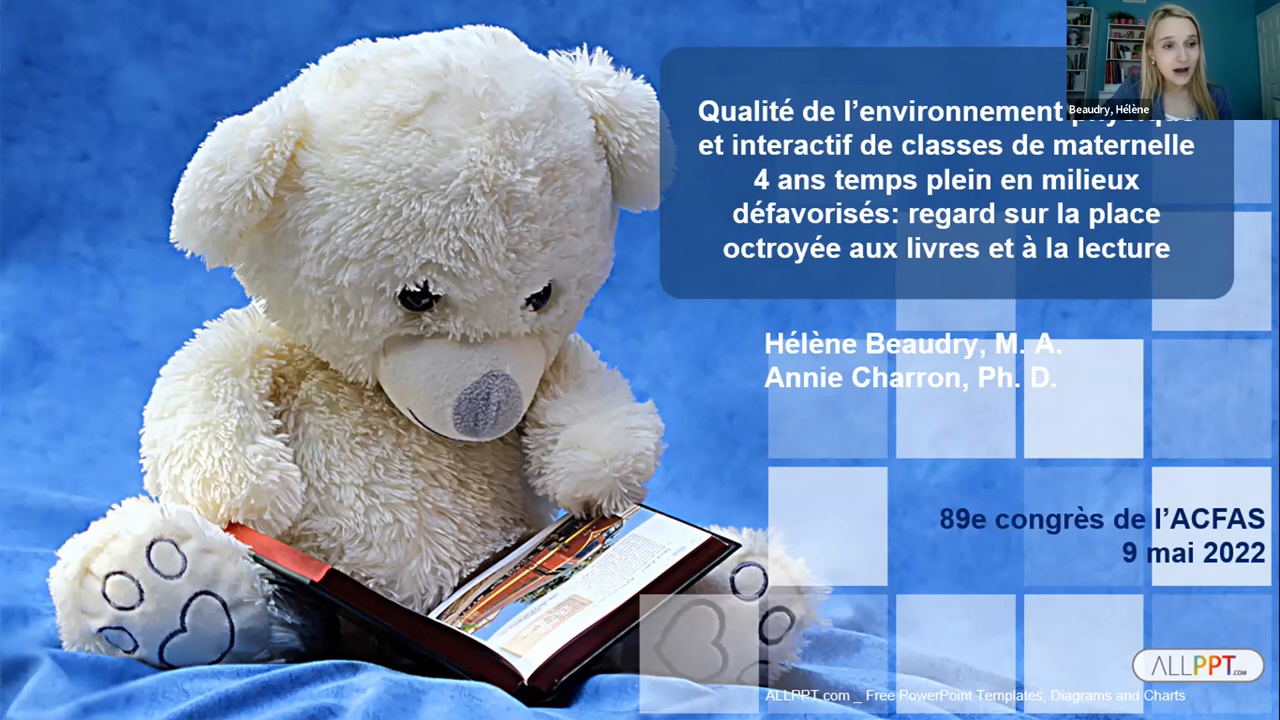 Qualité de l’environnement
et interactif de classes de maternelle
4 ans temps plein en milieux
défavorisés: regard sur la place
octroyée aux livres et à la lecture
Beaudry, Hélène
Hélène Beaudry, M. A.
Annie Charron, Ph. D.
89e congrès de l’ACFAS
9 mai 2022
ALLPPT.COM
ALLPPT.com _ Free PowerPoint Templates, Diagrams and Charts